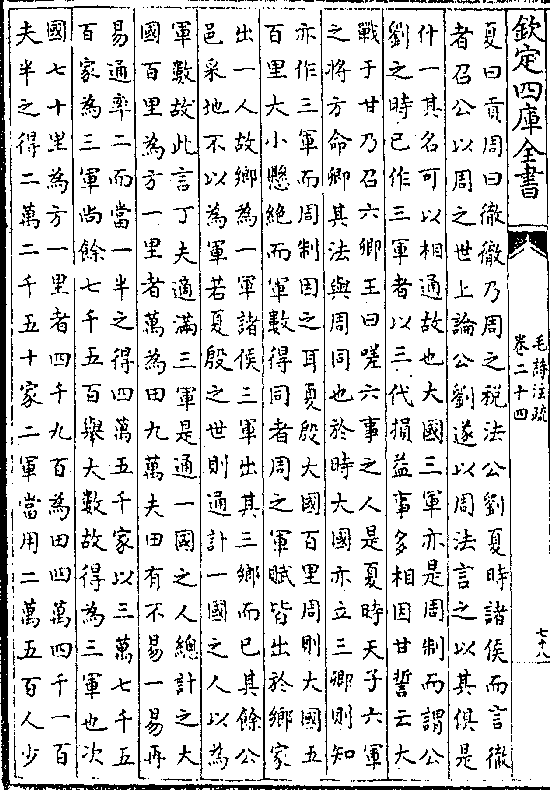 欽定四庫全書
毛詩注疏
卷二十四
七十八
夏曰貢周曰徹徹乃周之税法公劉夏時諸侯而言徹
者召公以周之世上論公劉遂以周法言之以其俱是
什一其名可以相通故也大國三軍亦是周制而謂公
劉之時已作三軍者以三代損益事多相因甘誓云大
戰于甘乃召六卿王曰嗟六事之人是夏時天子六軍
之將方命卿其法與周同也於時大國亦立三卿則知
亦作三軍而周制因之耳夏殷大國百里周則大國五
百里大小懸絶而軍數得同者周之軍賦皆出於鄉家
出一人故鄉為一軍諸侯三軍出其三鄉而已其餘公
邑采地不以為軍若夏殷之世則通計一國之人以為
軍數故此言丁夫適滿三軍是通一國之人總計之大
國百里為方一里者萬為田九萬夫田有不易一易再
易通率二而當一半之得四萬五千家以三萬七千五
百家為三軍尚餘七千五百舉大數故得為三軍也次
國七十里為方一里者四千九百為田四萬四千一百
夫半之得二萬二千五十家二軍當用二萬五百人少